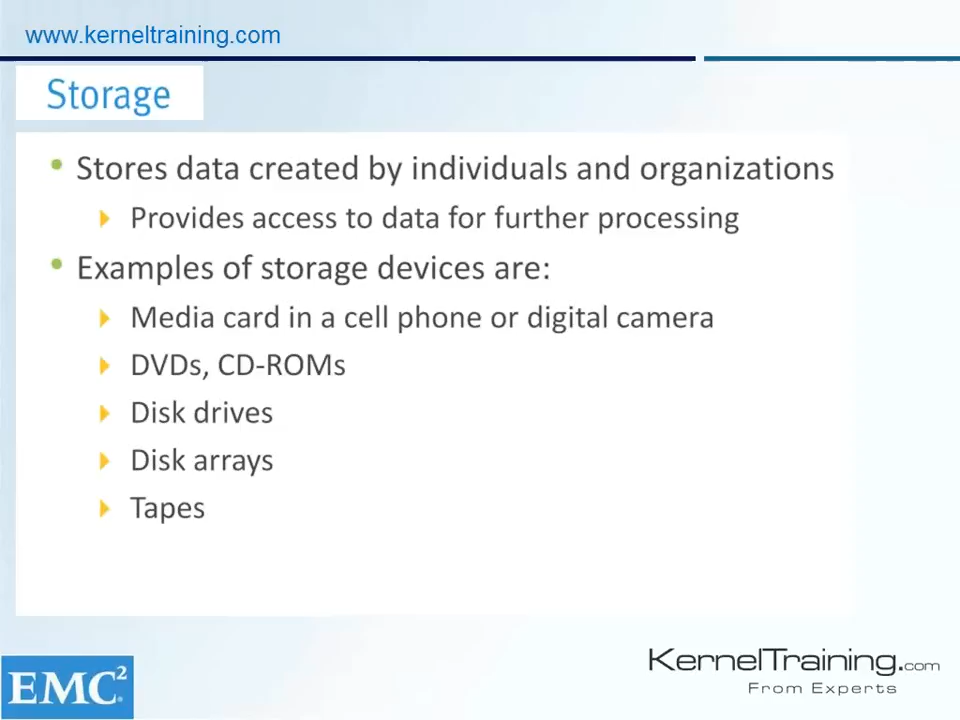 www.kerneltraining.com
Storage
• Stores data created by individuals and organizations
Provides access to data for further processing
• Examples of storage devices are:
Media card in a cell phone or digital camera
DVDs, CD-ROMs
Disk drives
Disk arrays
Tapes
EMC²
KernelTraining.com
From Experts